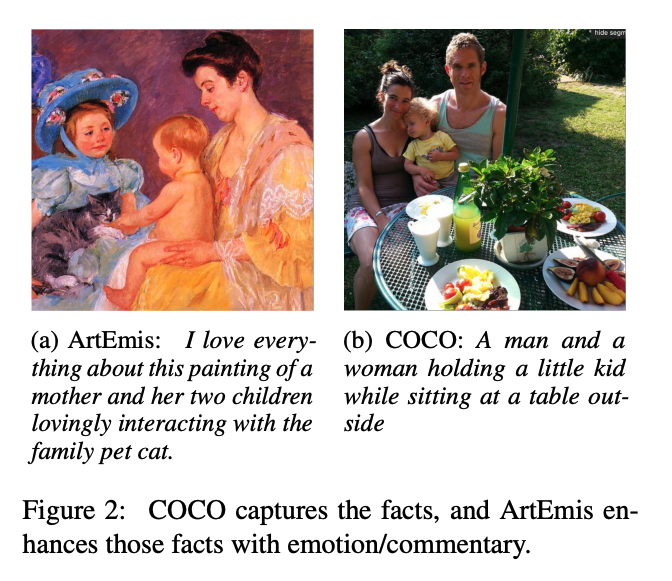 * hide segm
(a) ArtEmis: I love every-
thing about this painting of a
mother and her two children
lovingly interacting with the
family pet cat.
(b) COCO: A man and a
woman holding a little kid
while sitting at a table out-
side
Figure 2: COCO captures the facts, and ArtEmis en-
hances those facts with emotion/commentary.